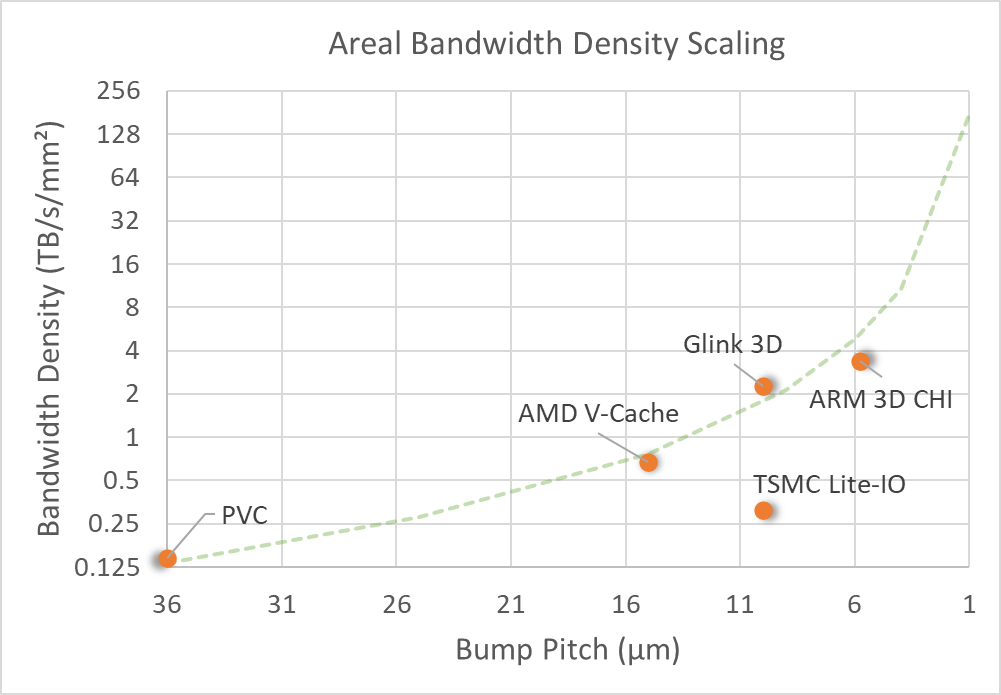 Areal Bandwidth Density Scaling
Bandwidth Density (TB/s/mm²)
256
128
64
32
16
8
4
2
1
0.5
0.25
0.125
Glink 3D
ARM 3D CHI
AMD V-Cache
TSMC Lite-IO
PVC
36 31 26 21 16 11 6 1
Bump Pitch (μm)